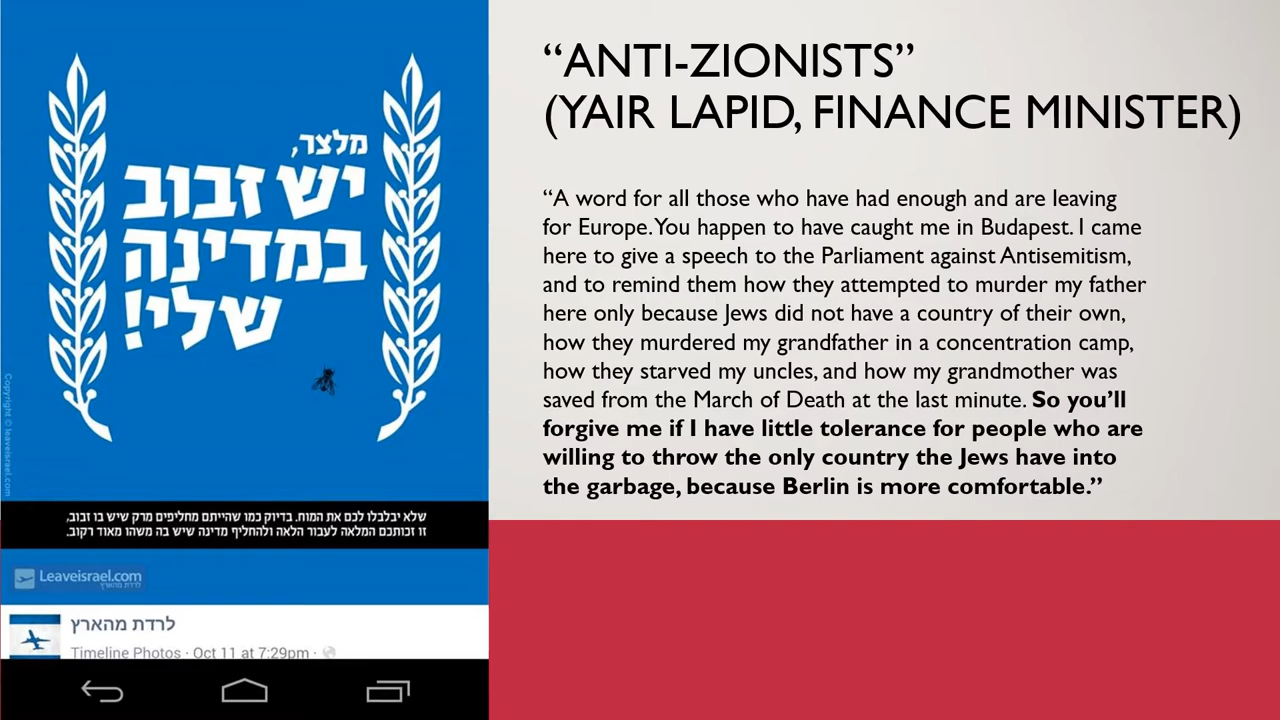 מלצר,
יש זבוב
במדינה
שלי!
Copyright © leaveisrael.com
שלא יבלבלו לכם את המוח. בדיוק כמו שהייתם מחליפים מרק שיש בו זבוב,
זו זכותכם המלאה לעבור הלאה ולהחליף מדינה שיש בה משהו מאוד רקוב.
Leaveisrael.com
לרדת מהארץ
לרדת מהארץ
Timeline Photos · Oct 11 at 7:29pm ·
“ANTI-ZIONISTS”
(YAIR LAPID, FINANCE MINISTER)
“A word for all those who have had enough and are leaving
for Europe. You happen to have caught me in Budapest. I came
here to give a speech to the Parliament against Antisemitism,
and to remind them how they attempted to murder my father
here only because Jews did not have a country of their own,
how they murdered my grandfather in a concentration camp,
how they starved my uncles, and how my grandmother was
saved from the March of Death at the last minute. So you’ll
forgive me if I have little tolerance for people who are
willing to throw the only country the Jews have into
the garbage, because Berlin is more comfortable.”